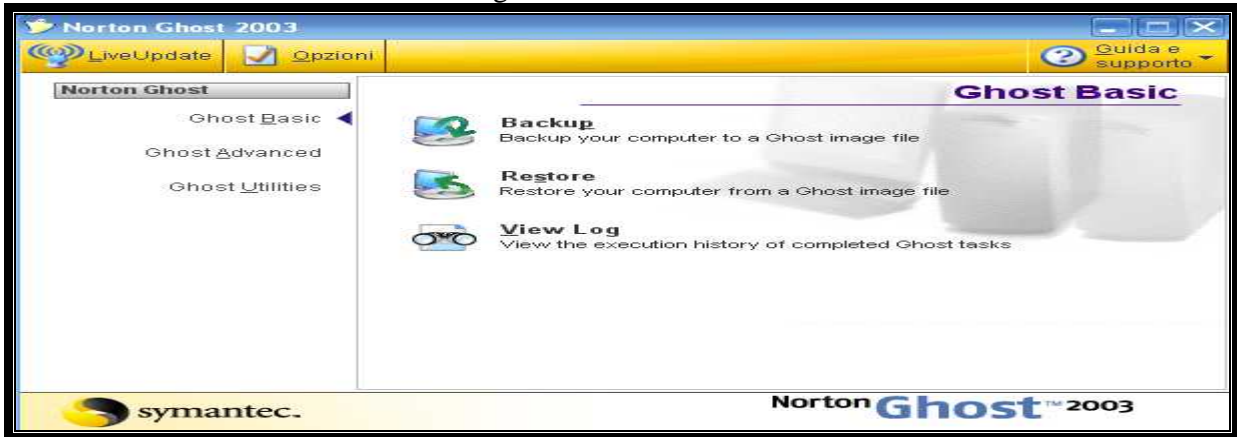 Norton Ghost 2003
LiveUpdate
Opzioni
Guida e
supporto
Norton Ghost
Ghost Basic
Ghost Advanced
Ghost Utilities
Ghost Basic
Backup
Backup your computer to a Ghost image file
Restore
Restore your computer from a Ghost image file
View Log
View the execution history of completed Ghost tasks
symantec.
Norton Ghost™ 2003